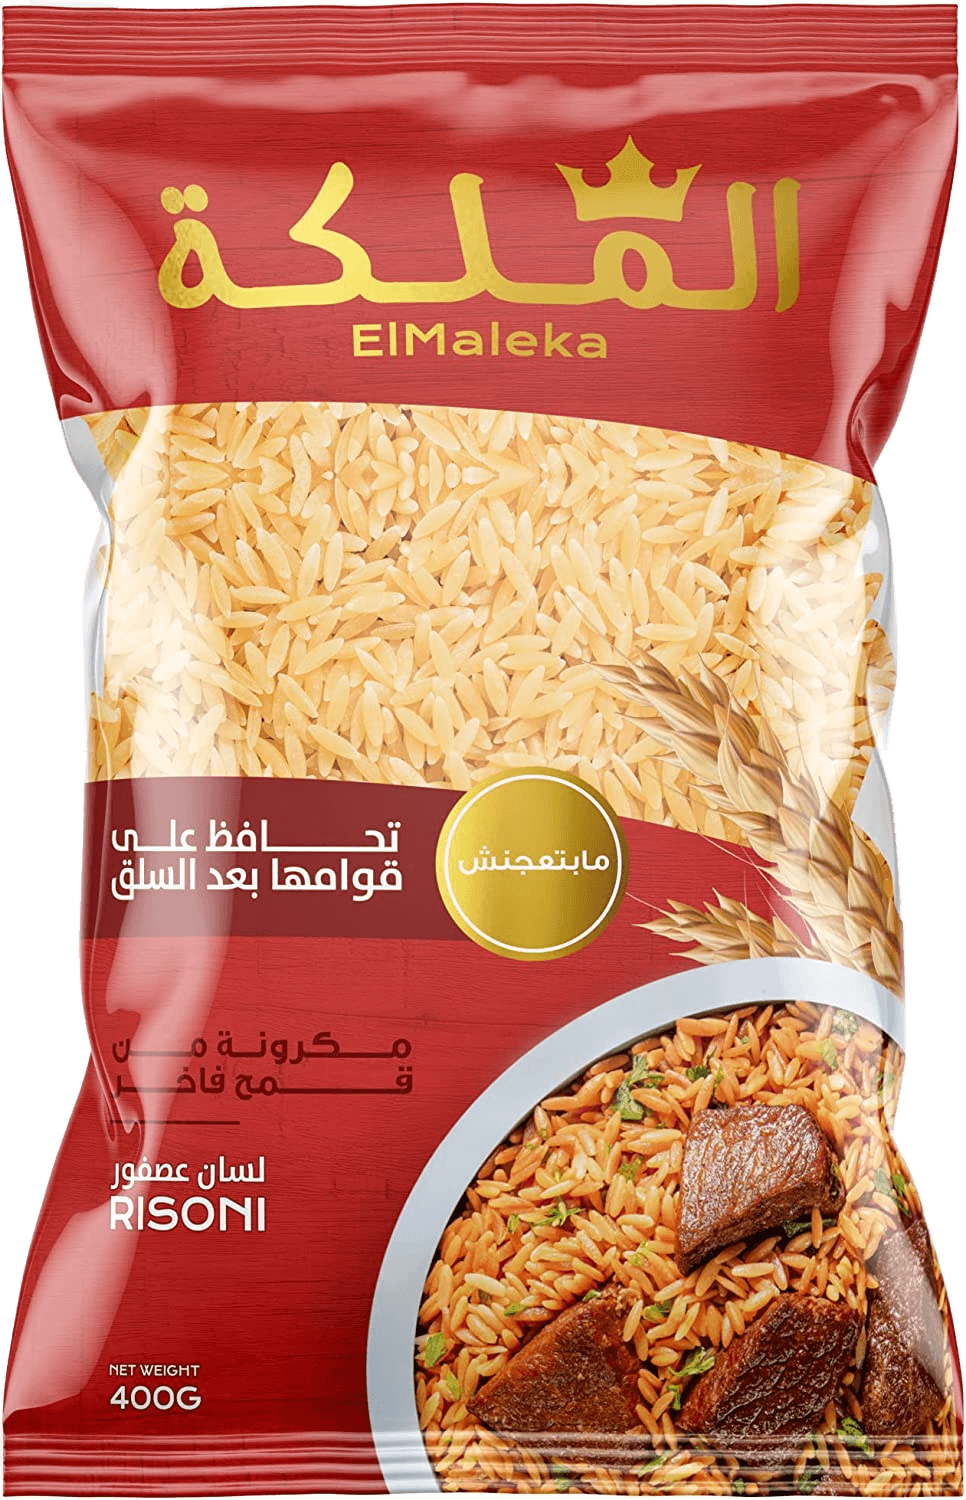 الملكة
ElMaleka
تحافظ على
قوامها بعد السلق
مابتعجنش
مكرونة من
قمح فاخر
لسان عصفور
RISONI
NET WEIGHT
400G